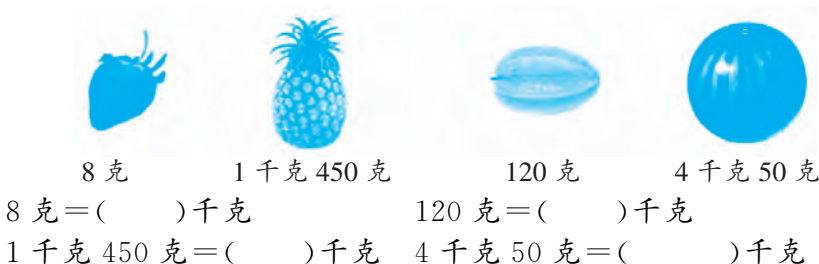 8 克 1 千克 450 克 120 克 4 千克 50 克
8 克=( )千克 120 克=( )千克
1 千克 450 克=( )千克 4 千克 50 克=( )千克